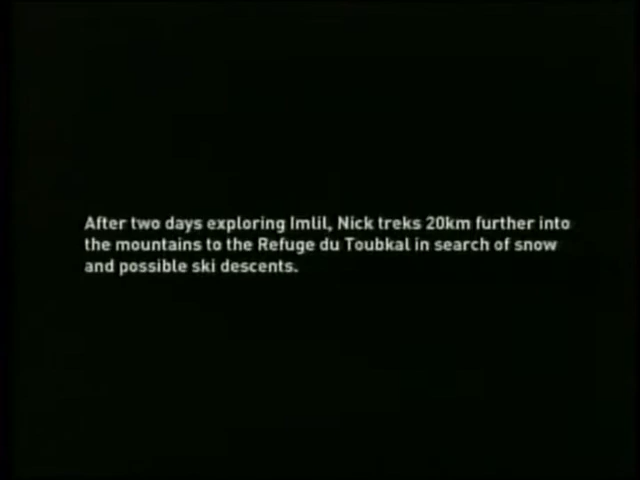 After two days exploring Imlil, Nick treks 20km further into
the mountains to the Refuge du Toubkal in search of snow
and possible ski descents.